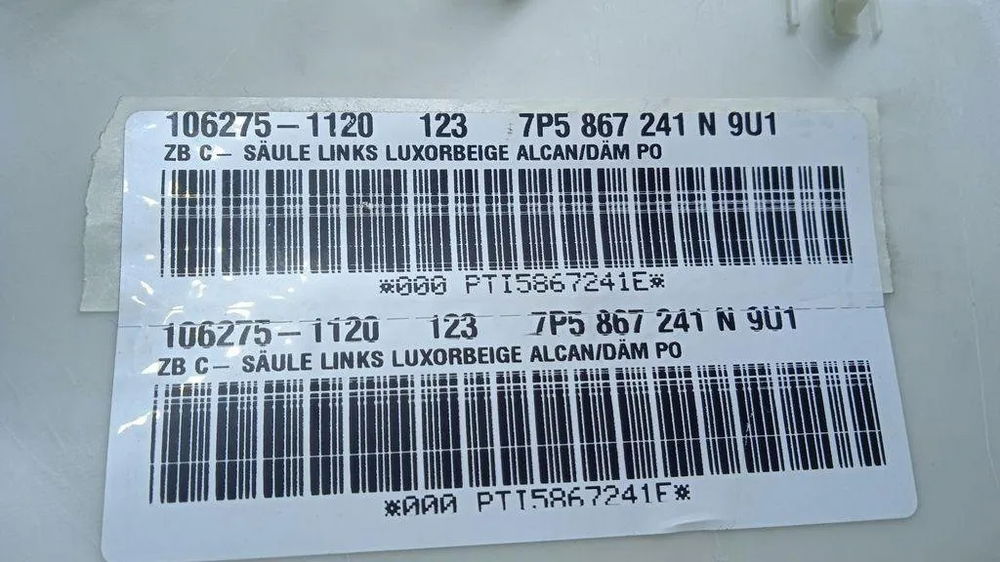 106275-1120 123 7P5 867 241 N 9U1
ZB C- SÄULE LINKS LUXORBEIGE ALCAN/DÄM PO
*000 PTI5867241E*
106275-1120 123 7P5 867 241 N 9U1
ZB C- SÄULE LINKS LUXORBEIGE ALCAN/DÄM PO
*000 PTI5867241E*